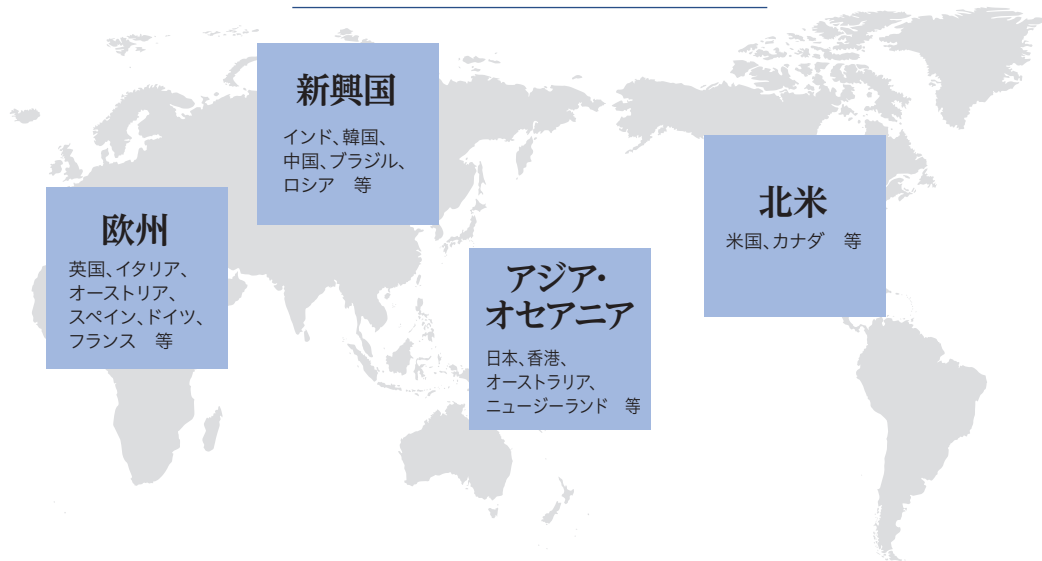 新興国
インド、韓国、
中国、ブラジル、
ロシア　等
欧州
英国、イタリア、
オーストリア、
スペイン、ドイツ、
フランス　等
アジア・
オセアニア
日本、香港、
オーストラリア、
ニュージーランド　等
北米
米国、カナダ　等